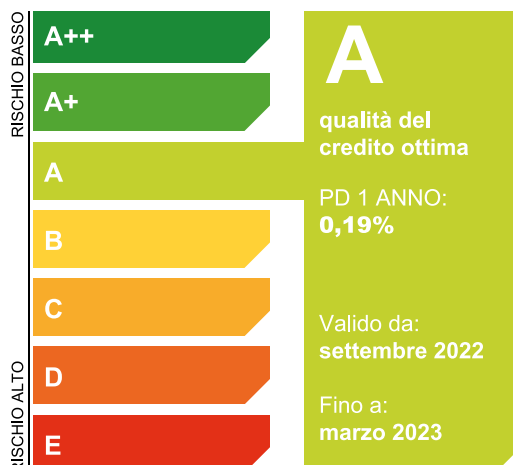 RISCHIO BASSO
A++
A+
A
B
C
D
E
RISCHIO ALTO
A
qualità del
credito ottima
PD 1 ANNO:
0,19%
Valido da:
settembre 2022
Fino a:
marzo 2023